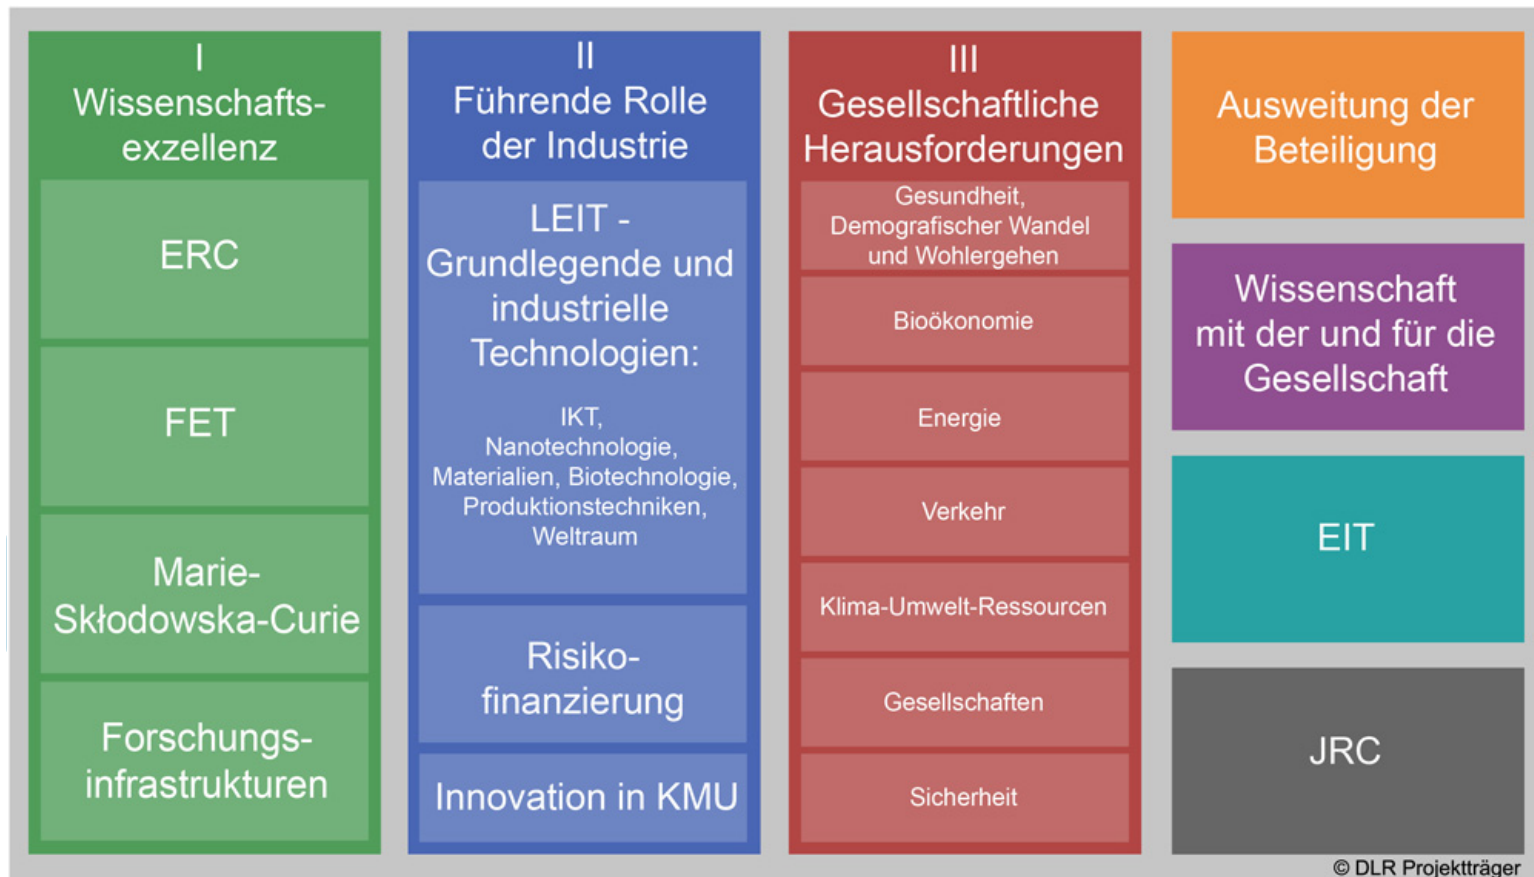 I
Wissenschafts-
exzellenz
ERC
FET
Marie-
Skłodowska-Curie
Forschungs-
infrastrukturen
II
Führende Rolle
der Industrie
LEIT -
Grundlegende und
industrielle
Technologien:
IKT,
Nanotechnologie,
Materialien, Biotechnologie,
Produktionstechniken,
Weltraum
Risiko-
finanzierung
Innovation in KMU
III
Gesellschaftliche
Herausforderungen
Gesundheit,
Demografischer Wandel
und Wohlergehen
Bioökonomie
Energie
Verkehr
Klima-Umwelt-Ressourcen
Gesellschaften
Sicherheit
Ausweitung der
Beteiligung
Wissenschaft
mit der und für die
Gesellschaft
EIT
JRC
© DLR Projektträger